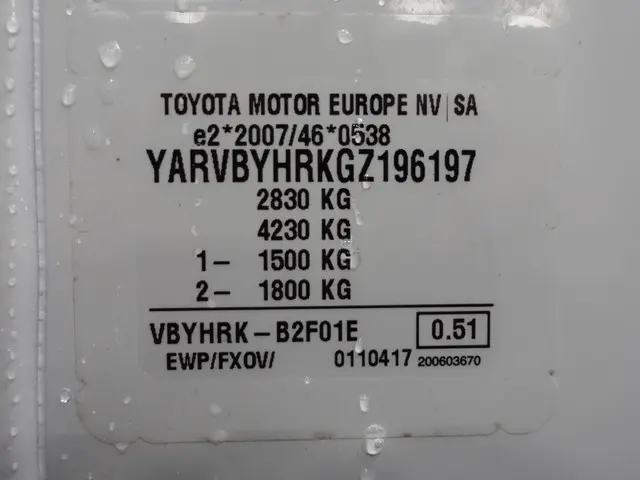 TOYOTA MOTOR EUROPE NV|SA
e2*2007/46*0538
YARVBYHRKGZ196197
2830 KG
4230 KG
1- 1500 KG
2- 1800 KG
VBYHRK-B2F01E 0.51
EWP/FXOV/ 0110417 200603670